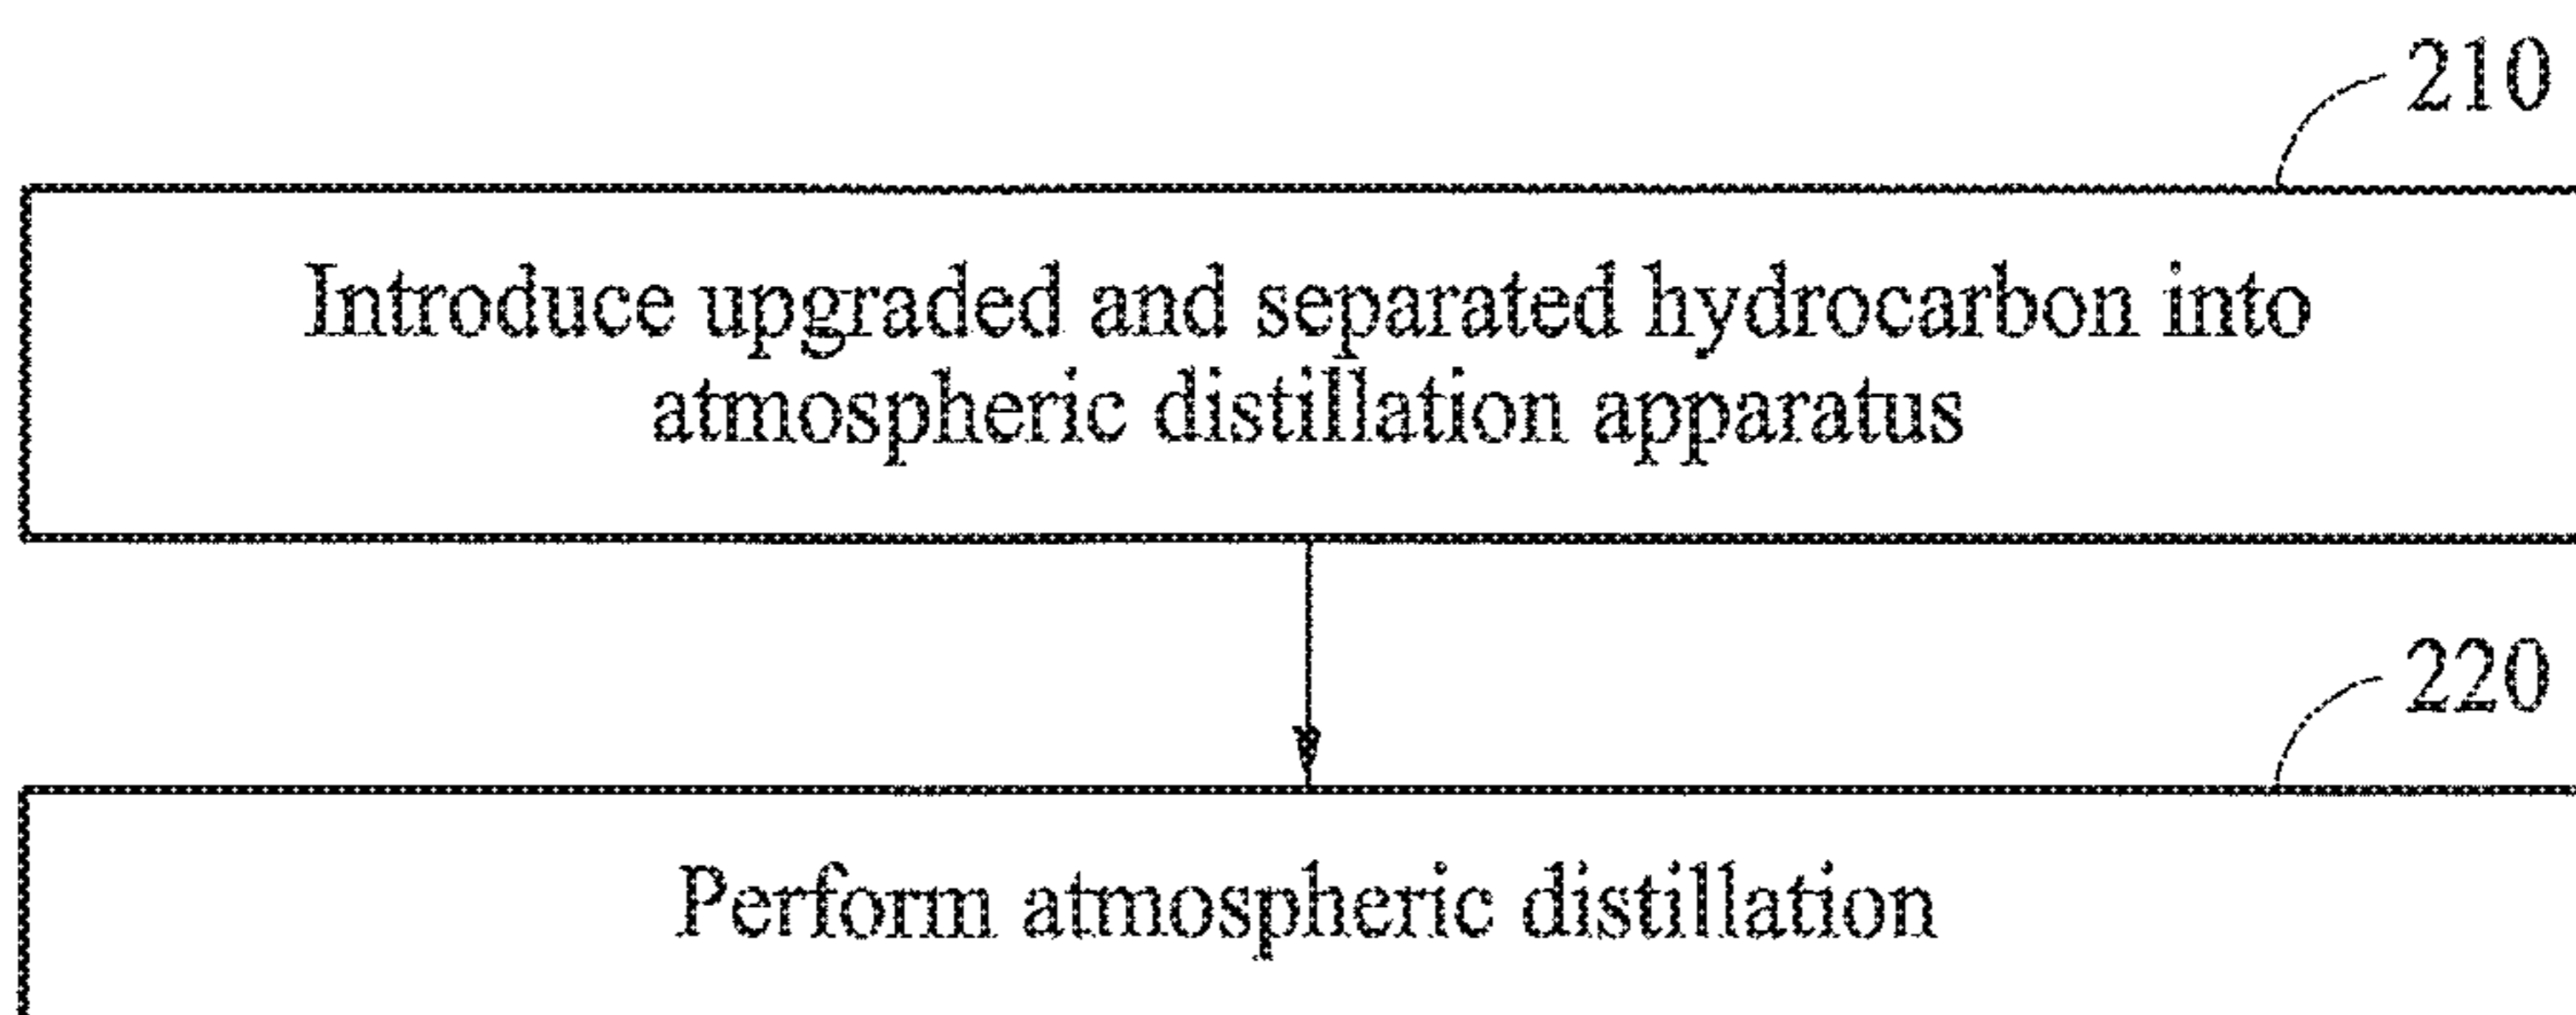 210
Introduce upgraded and separated hydrocarbon into
atmospheric distillation apparatus
220
Perform atmospheric distillation